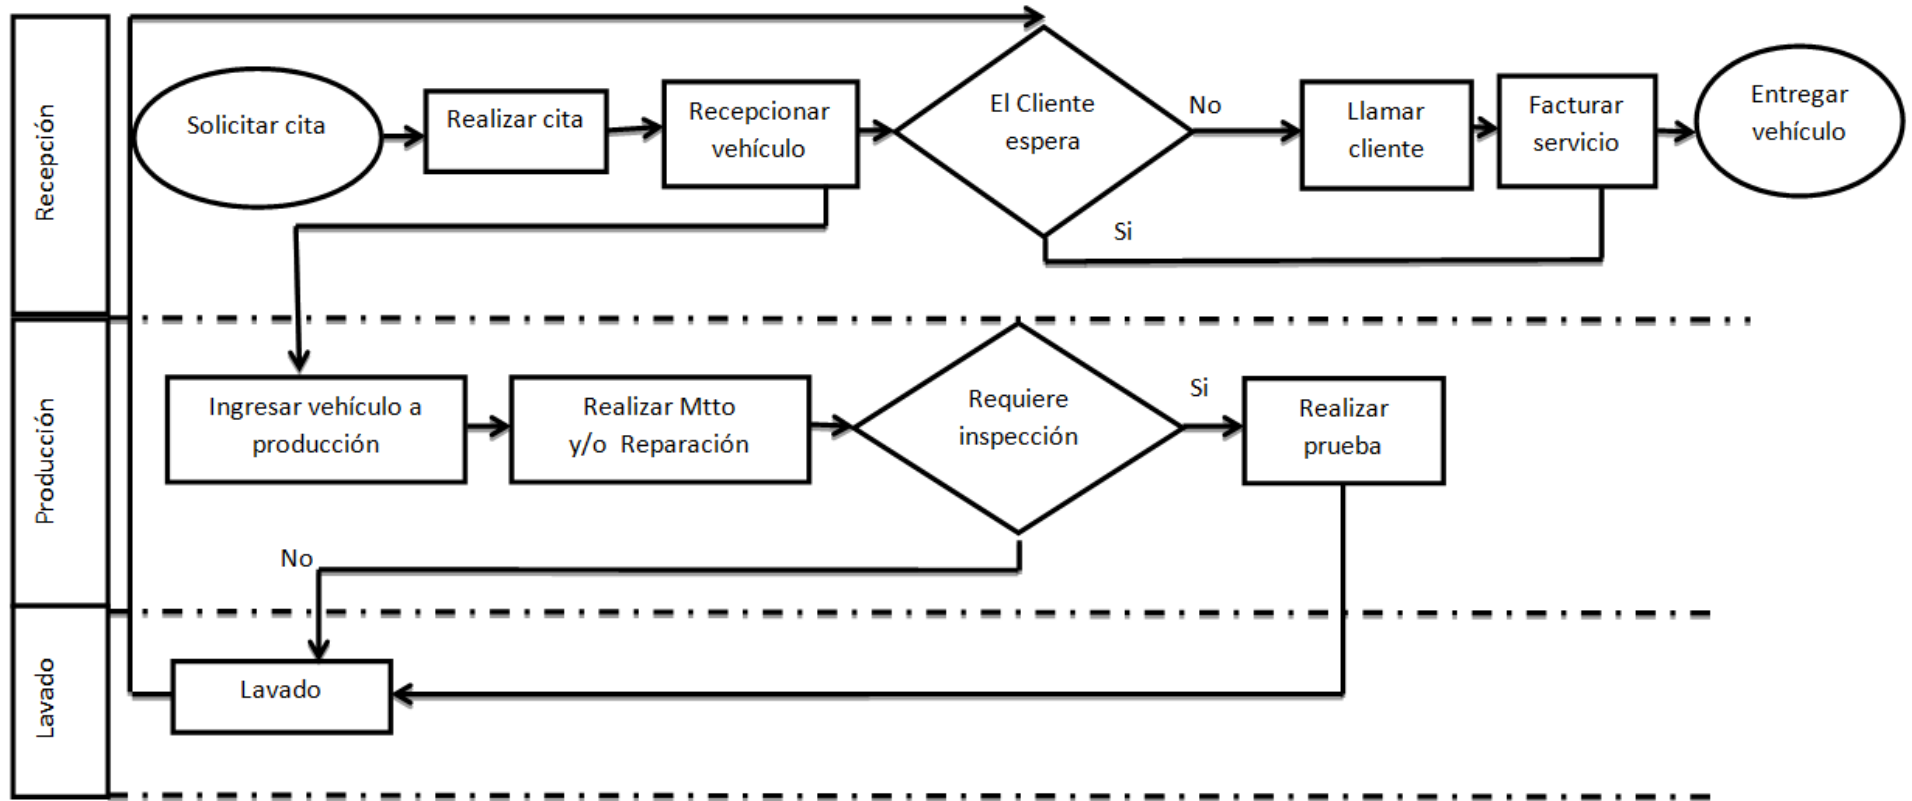 Recepción
Solicitar cita
Realizar cita
Recepcionar
vehículo
El Cliente
espera
No
Llamar
cliente
Facturar
servicio
Entregar
vehículo
Si
Producción
Ingresar vehículo a
producción
Realizar Mtto
y/o Reparación
Requiere
inspección
Si
Realizar
prueba
No
Lavado
Lavado